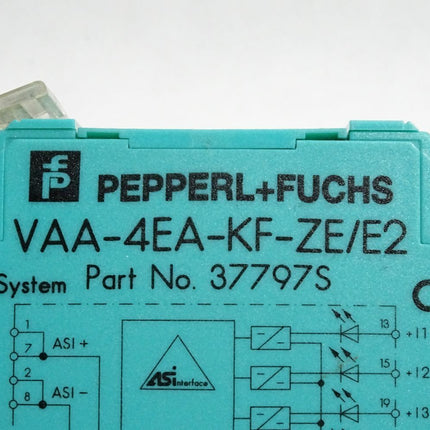 PEPPERL+FUCHS
VAA-4EA-KF-ZE/E2
System Part No. 37797S
1
7 ASI +
2
8 ASI -
ASi nterface
13 +I1
15 +I2
19 +I3